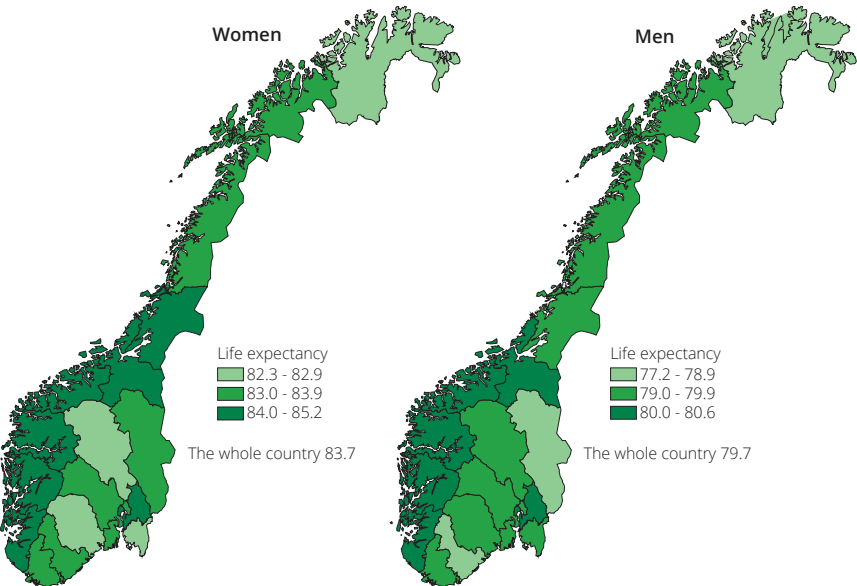 Women
Life expectancy
82.3 - 82.9
83.0 - 83.9
84.0 - 85.2
The whole country 83.7
Men
Life expectancy
77.2 - 78.9
79.0 - 79.9
80.0 - 80.6
The whole country 79.7